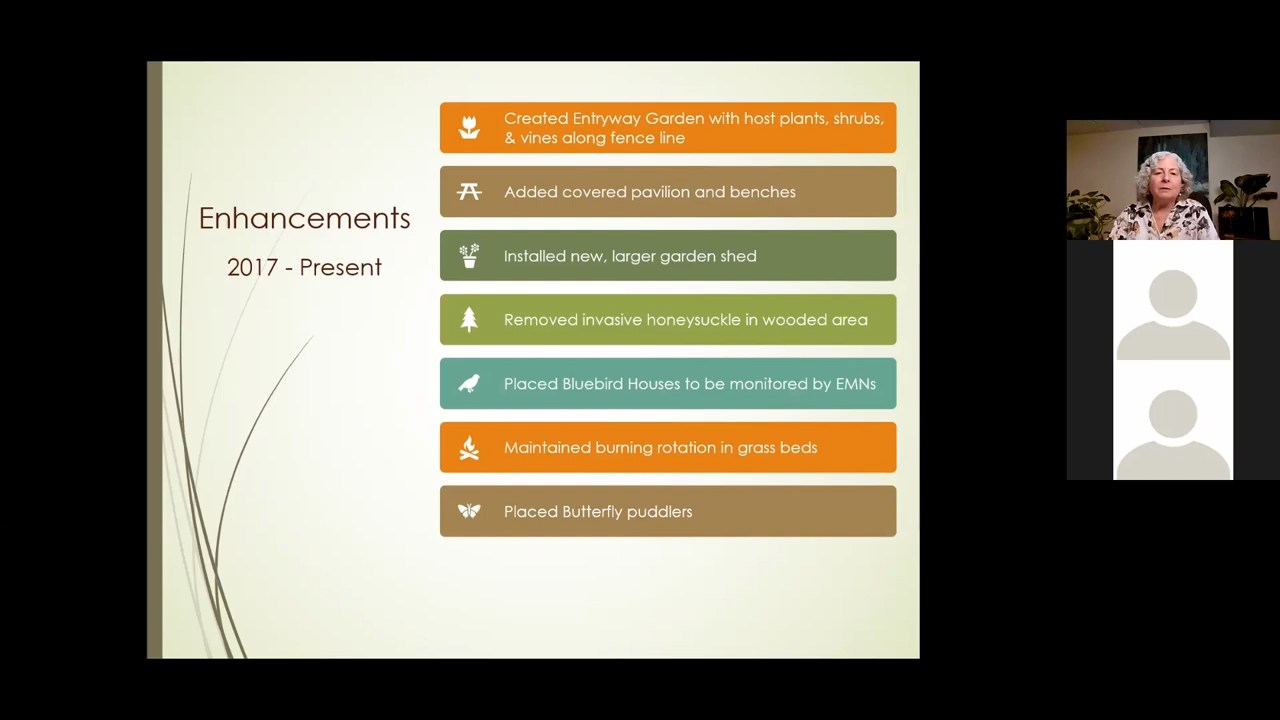 Enhancements
2017 - Present
Created Entryway Garden with host plants, shrubs,
& vines along fence line
Added covered pavilion and benches
Installed new, larger garden shed
Removed invasive honeysuckle in wooded area
Placed Bluebird Houses to be monitored by EMNs
Maintained burning rotation in grass beds
Placed Butterfly puddlers